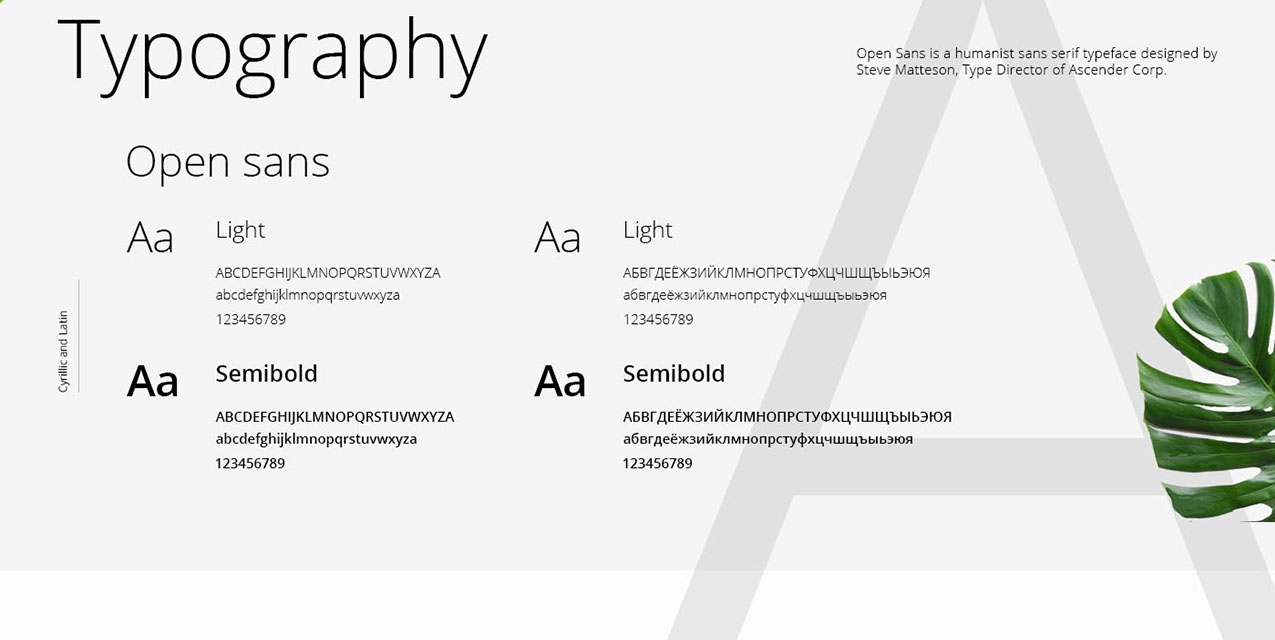 Typography
Open Sans is a humanist sans serif typeface designed by
Steve Matteson, Type Director of Ascender Corp.
Open sans
Cyrillic and Latin
Aa
Light
ABCDEFGHIJKLMNOPQRSTUVWXYZA
abcdefghijklmnopqrstuvwxyza
123456789
Aa
Light
АБВГДЕЁЖЗИЙКЛМНОПРСТУФХЦЧШЩЪЫЬЭЮЯ
абвгдеёжзийклмнопрстуфхцчшщъыьэюя
123456789
Aa
Semibold
ABCDEFGHIJKLMNOPQRSTUVWXYZA
abcdefghijklmnopqrstuvwxyza
123456789
Aa
Semibold
АБВГДЕЁЖЗИЙКЛМНОПРСТУФХЦЧШЩЪЫЬЭЮЯ
абвгдеёжзийклмнопрстуфхцчшщъыьэюя
123456789
A